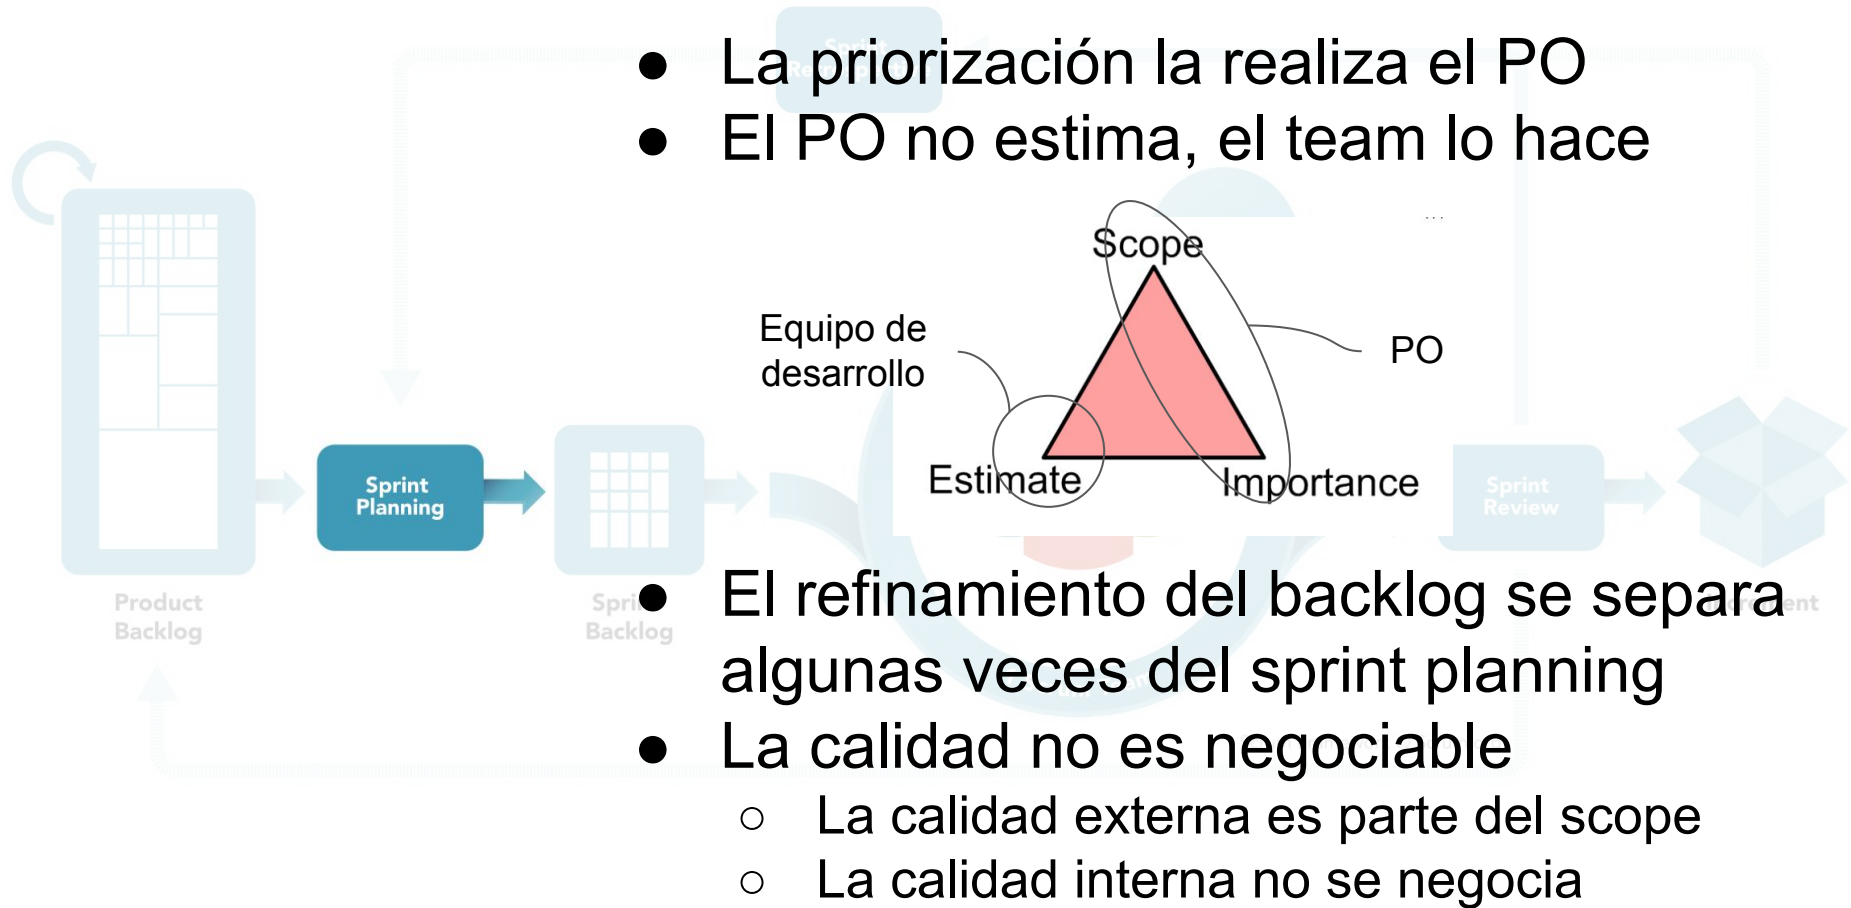 ● La priorización la realiza el PO
● El PO no estima, el team lo hace
...
Scope
Equipo de
desarrollo
PO
Estimate
Importance
Sprint
Planning
Sprint
Review
● El refinamiento del backlog se separa
algunas veces del sprint planning
Product
Backlog
Backlog
● La calidad no es negociable
○ La calidad externa es parte del scope
○ La calidad interna no se negocia